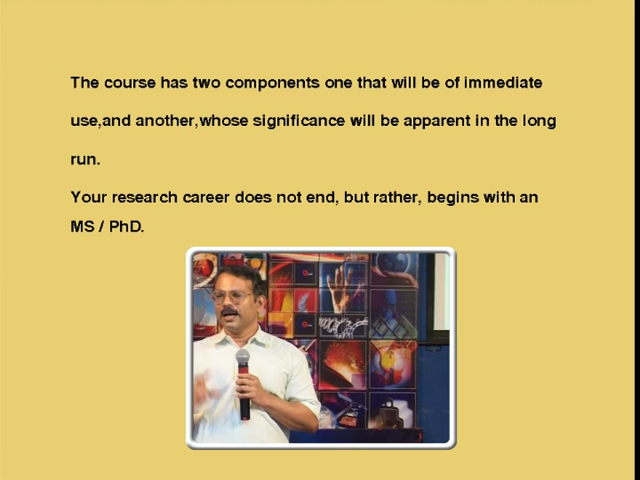 The course has two components one that will be of immediate
use,and another,whose significance will be apparent in the long
run.
Your research career does not end, but rather, begins with an
MS / PhD.